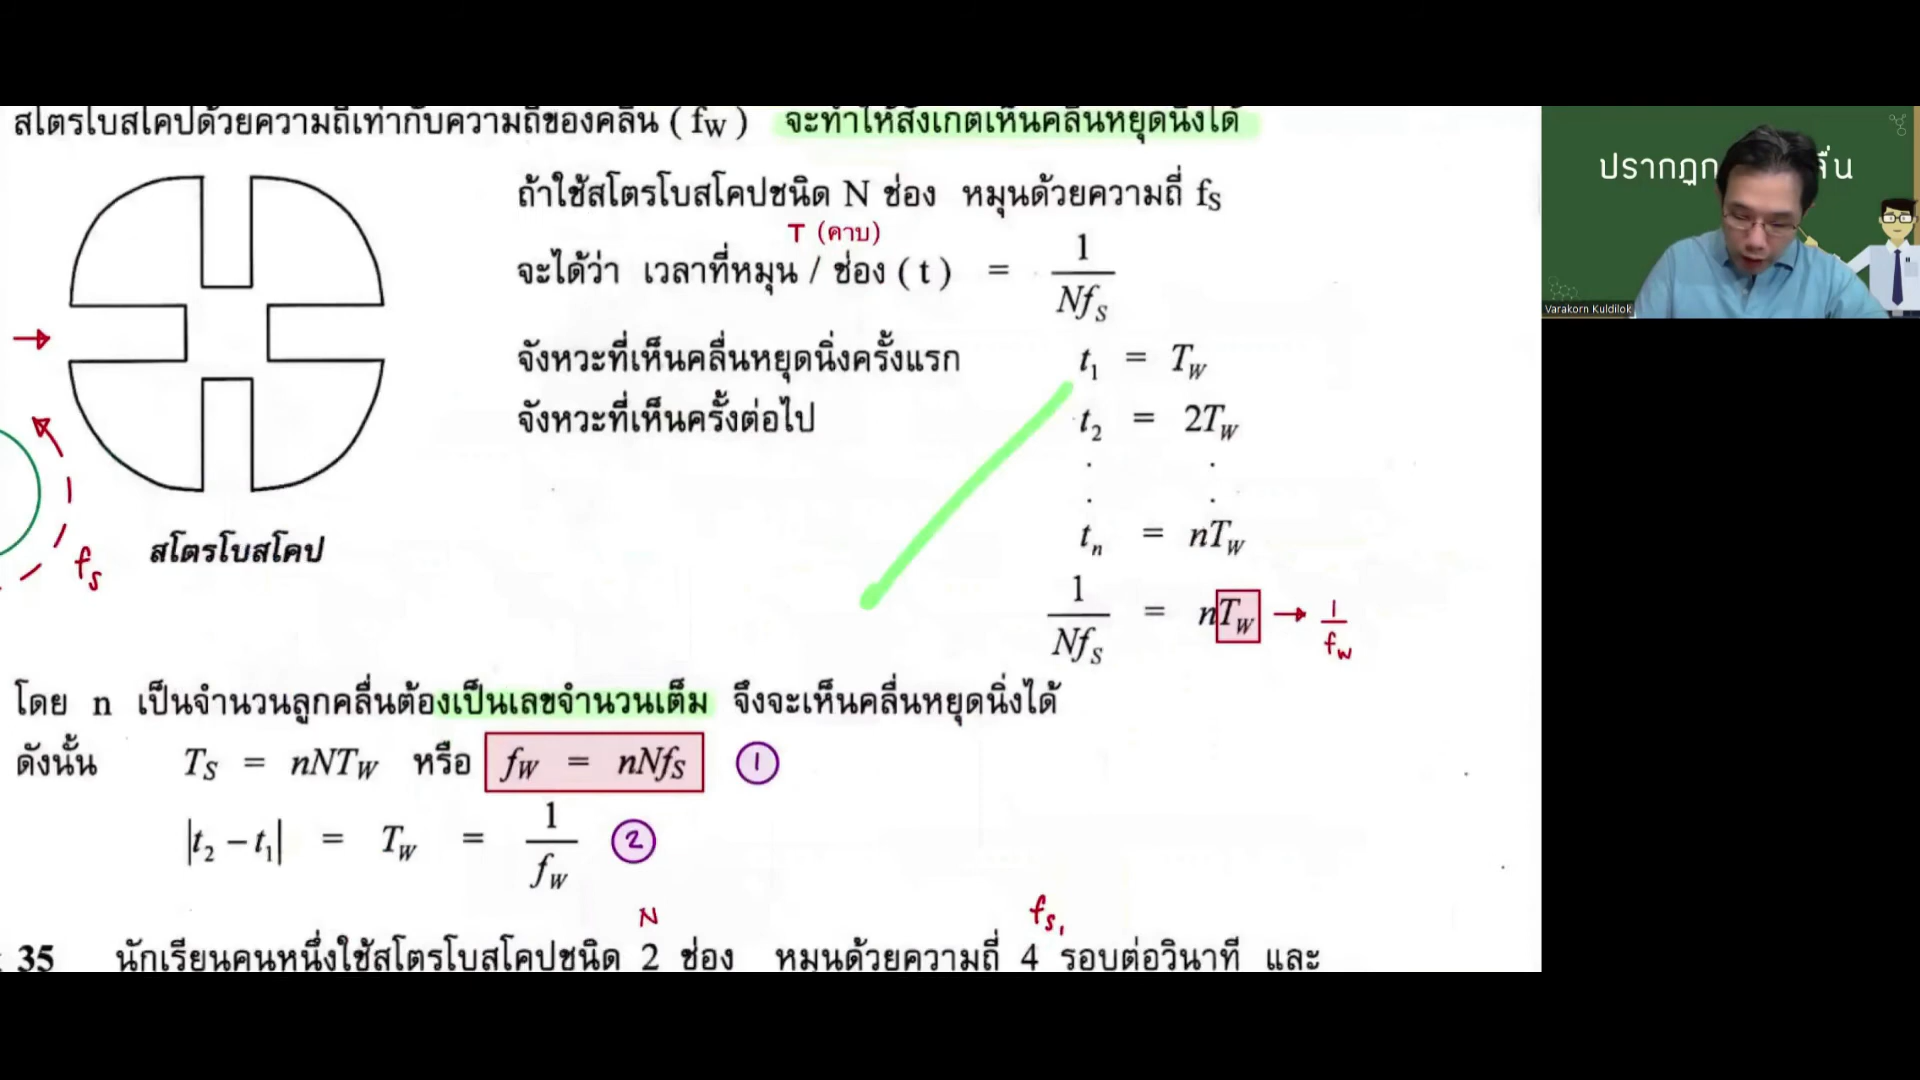 สโตรโบสโคปด้วยความถี่เท่ากับความถี่ของคลื่น ( fW ) จะทำให้สังเกตเห็นคลื่นหยุดนิ่งได้
ถ้าใช้สโตรโบสโคปชนิด N ช่อง หมุนด้วยความถี่ fS
T (คาบ)
จะได้ว่า เวลาที่หมุน / ช่อง ( t ) = 1/NfS
จังหวะที่เห็นคลื่นหยุดนิ่งครั้งแรก t1 = TW
จังหวะที่เห็นครั้งต่อไป t2 = 2TW
. .
. .
tn = nTW
1/NfS = nTW → 1/fW
fS
สโตรโบสโคป
โดย n เป็นจำนวนลูกคลื่นต้องเป็นเลขจำนวนเต็ม จึงจะเห็นคลื่นหยุดนิ่งได้
ดังนั้น TS = nNTW หรือ fW = nNfS ①
|t2 – t1| = TW = 1/fW ②
N fS1
35 นักเรียนคนหนึ่งใช้สโตรโบสโคปชนิด 2 ช่อง หมุนด้วยความถี่ 4 รอบต่อวินาที และ
Varakorn Kuldilok